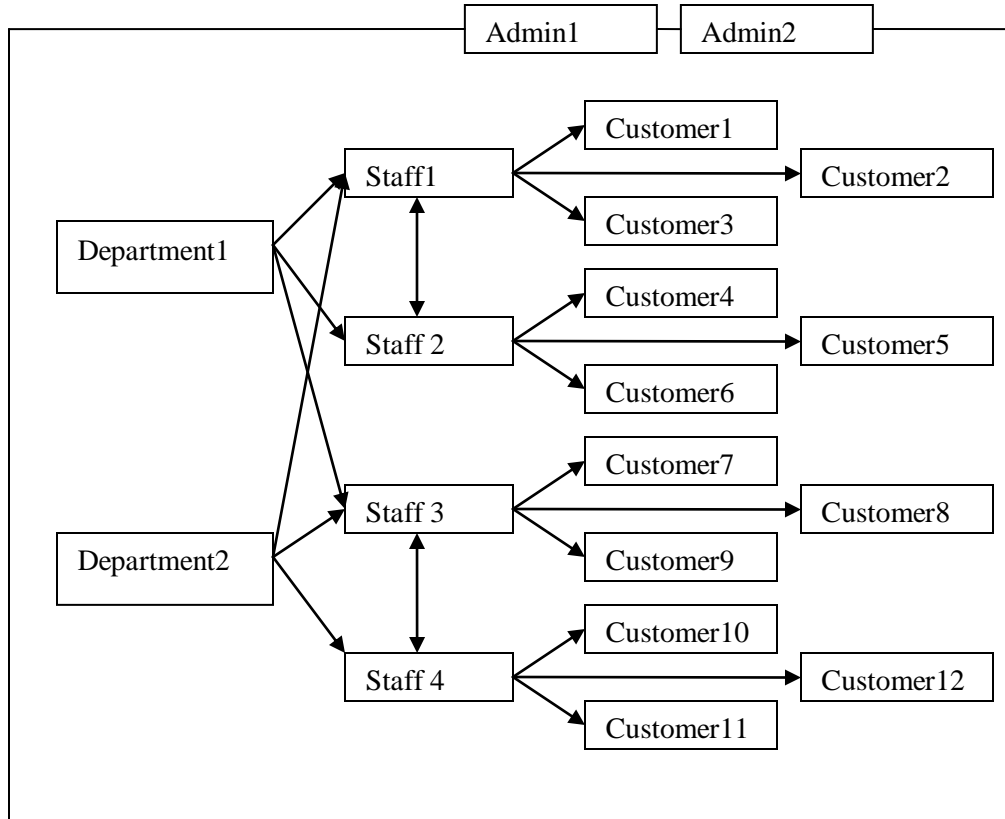 Admin1
Admin2
Customer1
Staff1
Customer2
Customer3
Department1
Customer4
Staff 2
Customer5
Customer6
Customer7
Staff 3
Customer8
Department2
Customer9
Customer10
Staff 4
Customer12
Customer11